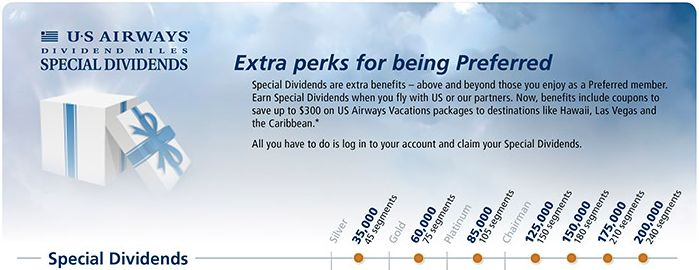 U·S AIRWAYS®
DIVIDEND MILES
SPECIAL DIVIDENDS
Extra perks for being Preferred
Special Dividends are extra benefits – above and beyond those you enjoy as a Preferred member.
Earn Special Dividends when you fly with US or our partners. Now, benefits include coupons to
save up to $300 on US Airways Vacations packages to destinations like Hawaii, Las Vegas and
the Caribbean.*
All you have to do is log in to your account and claim your Special Dividends.
Silver
35,000
45 segments
Gold
60,000
75 segments
Platinum
85,000
105 segments
Chairman
125,000
150 segments
150,000
180 segments
175,000
210 segments
200,000
240 segments
Special Dividends